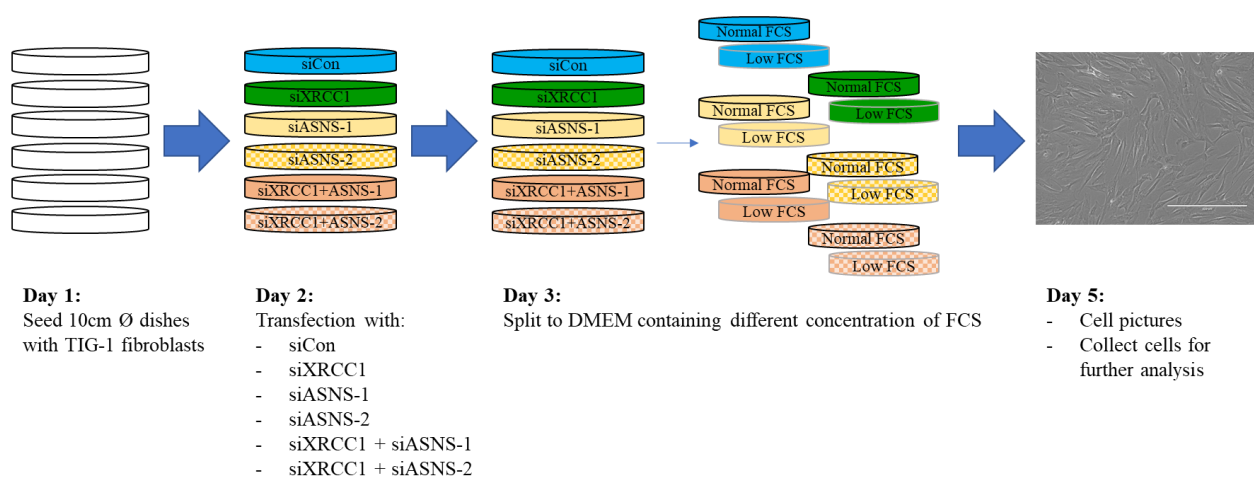 siCon
siXRCC1
siASNS-1
siASNS-2
siXRCC1+ASNS-1
siXRCC1+ASNS-2
siCon
siXRCC1
siASNS-1
siASNS-2
siXRCC1+ASNS-1
siXRCC1+ASNS-2
Normal FCS
Low FCS
Normal FCS
Low FCS
Normal FCS
Low FCS
Normal FCS
Low FCS
Normal FCS
Low FCS
Normal FCS
Low FCS
Day 1:
Seed 10cm Ø dishes
with TIG-1 fibroblasts
Day 2:
Transfection with:
- siCon
- siXRCC1
- siASNS-1
- siASNS-2
- siXRCC1 + siASNS-1
- siXRCC1 + siASNS-2
Day 3:
Split to DMEM containing different concentration of FCS
Day 5:
- Cell pictures
- Collect cells for
further analysis